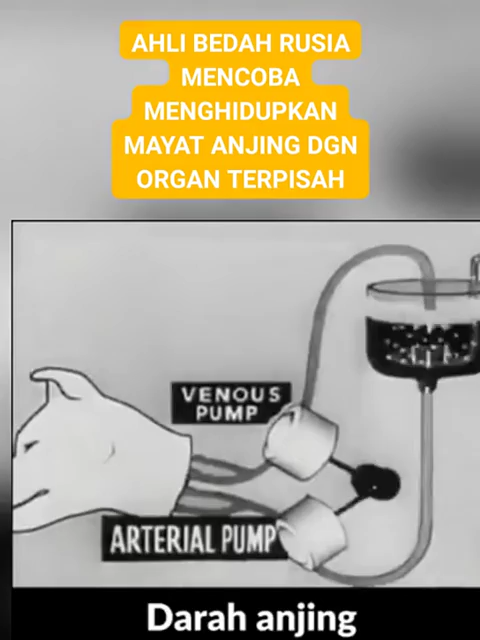 AHLI BEDAH RUSIA
MENCOBA
MENGHIDUPKAN
MAYAT ANJING DGN
ORGAN TERPISAH
VENOUS
PUMP
ARTERIAL PUMP
Darah anjing